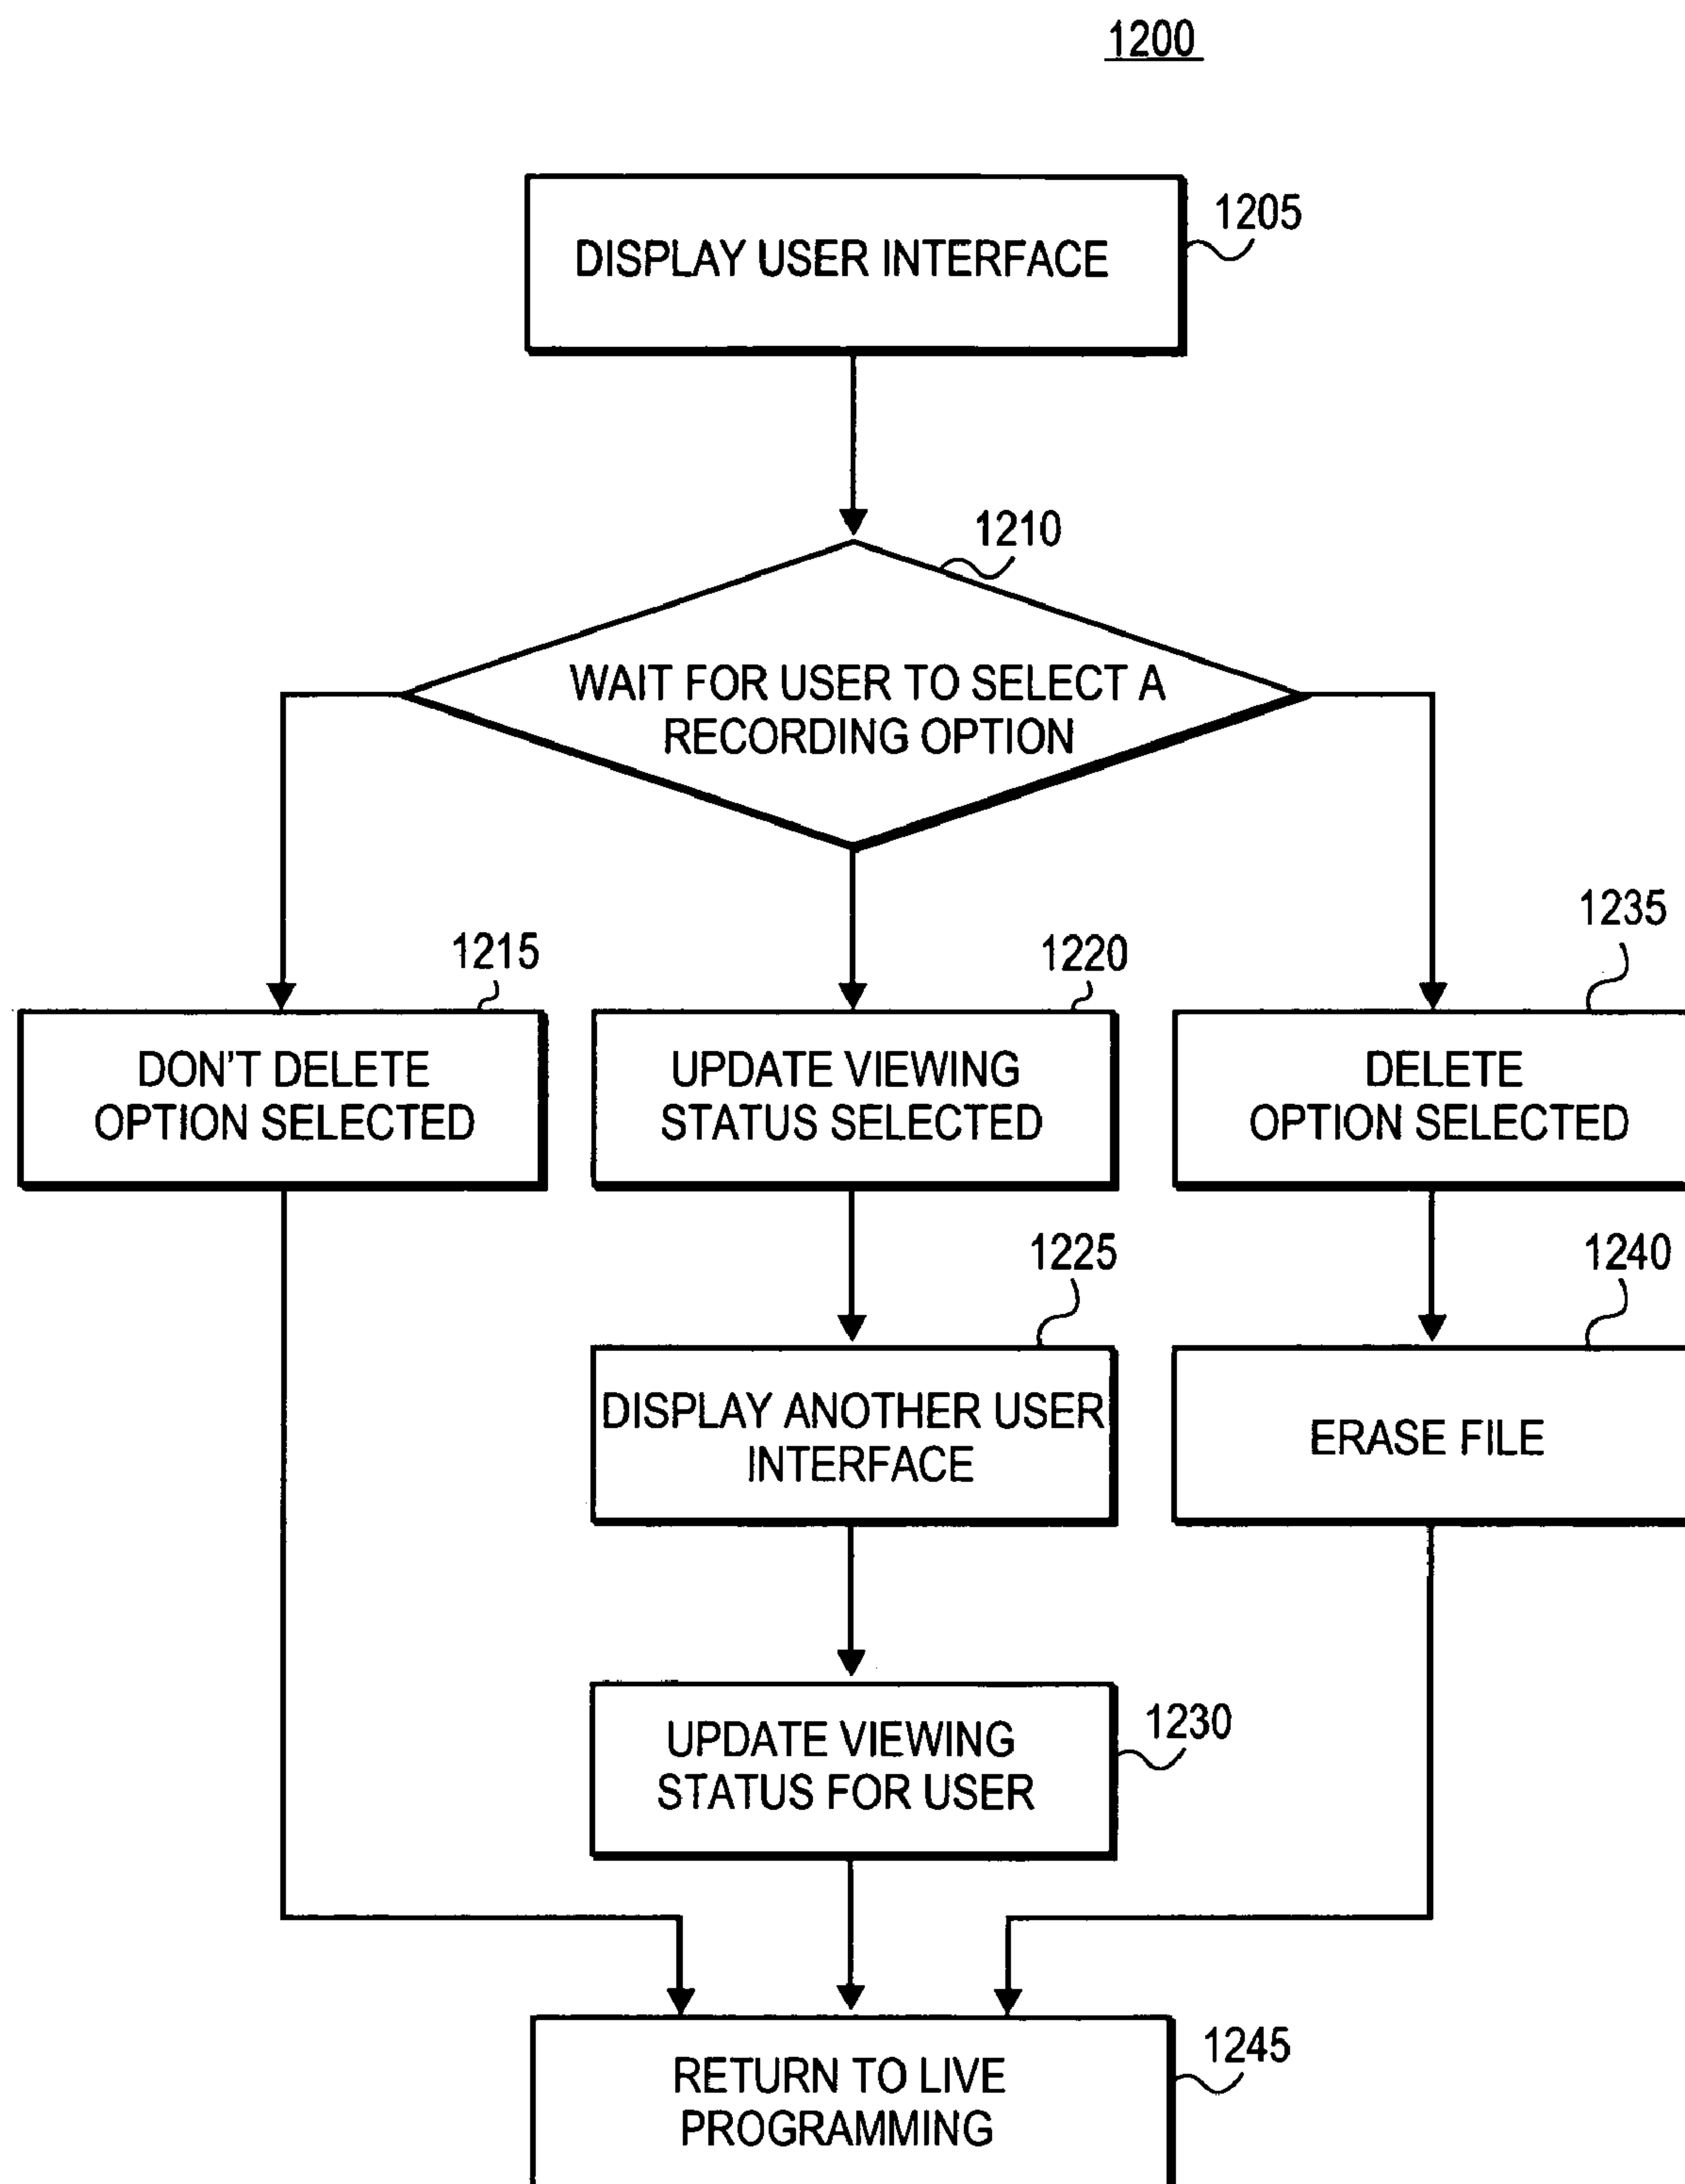 1200
1205
DISPLAY USER INTERFACE
1210
WAIT FOR USER TO SELECT A
RECORDING OPTION
1215
DON'T DELETE
OPTION SELECTED
1220
UPDATE VIEWING
STATUS SELECTED
1235
DELETE
OPTION SELECTED
1225
DISPLAY ANOTHER USER
INTERFACE
1240
ERASE FILE
1230
UPDATE VIEWING
STATUS FOR USER
1245
RETURN TO LIVE
PROGRAMMING